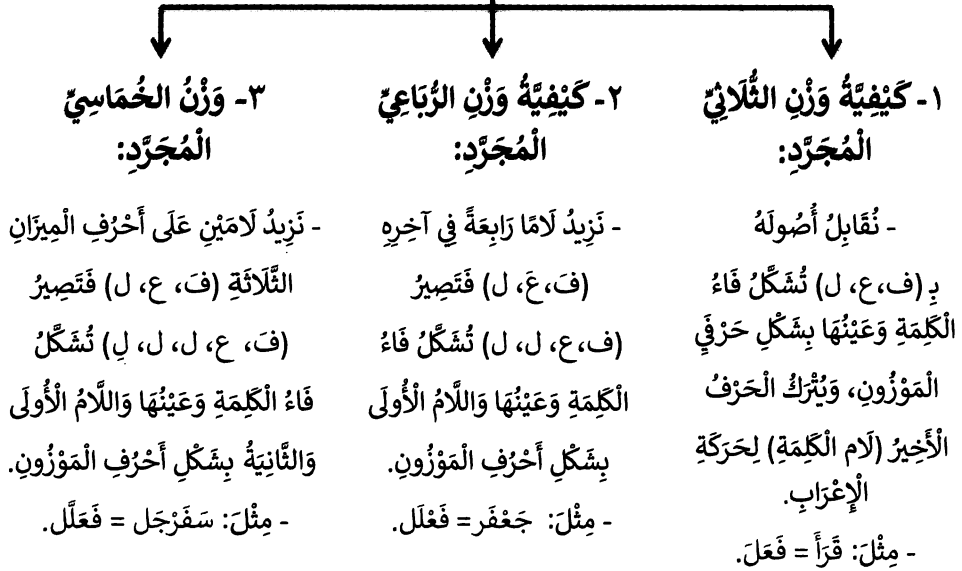 ١- كَيْفِيَّةُ وَزْنِ الثُّلَاثِيِّ
الْمُجَرَّدِ:
- نُقَابِلُ أُصُولَهُ
بِـ (ف،ع، ل) تُشَكَّلُ فَاءُ
الْكَلِمَةِ وَعَيْنُهَا بِشَكْلِ حَرْفَيِ
الْمَوْزُونِ، وَيُتْرَكُ الْحَرْفُ
الْأَخِيرُ (لَام الْكَلِمَةِ) لِحَرَكَةِ
الْإِعْرَابِ.
- مِثْلَ: قَرَأَ = فَعَلَ.
٢- كَيْفِيَّةُ وَزْنِ الرُّبَاعِيِّ
الْمُجَرَّدِ:
- نَزِيدُ لَامًا رَابِعَةً فِي آخِرِهِ
(فَ،عَ، ل) فَتَصِيرُ
(ف،ع، ل، ل) تُشَكَّلُ فَاءُ
الْكَلِمَةِ وَعَيْنُهَا وَاللَّامُ الْأُولَى
بِشَكْلِ أَحْرُفِ الْمَوْزُونِ.
- مِثْلَ: جَعْفَر = فَعْلَل.
٣- وَزْنُ الخُمَاسِيِّ
الْمُجَرَّدِ:
- نَزِيدُ لَامَيْنِ عَلَى أَحْرُفِ الْمِيزَانِ
الثَّلَاثَةِ (فَ، ع، ل) فَتَصِيرُ
(فَ، ع، ل، ل، لِ) تُشَكَّلُ
فَاءُ الْكَلِمَةِ وَعَيْنُهَا وَاللَّامُ الْأُولَى
وَالثَّانِيَةُ بِشَكْلِ أَحْرُفِ الْمَوْزُونِ.
- مِثْلَ: سَفَرْجَل = فَعَلَّل.